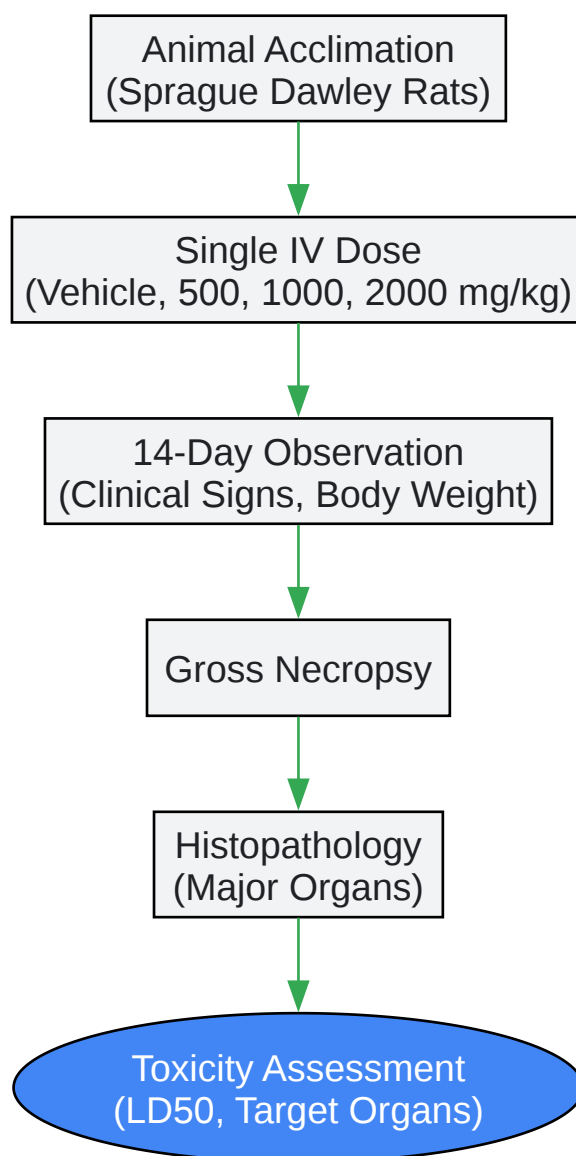 Animal Acclimation
(Sprague Dawley Rats)
Single IV Dose
(Vehicle, 500, 1000, 2000 mg/kg)
14-Day Observation
(Clinical Signs, Body Weight)
Gross Necropsy
Histopathology
(Major Organs)
Toxicity Assessment
(LD50, Target Organs)